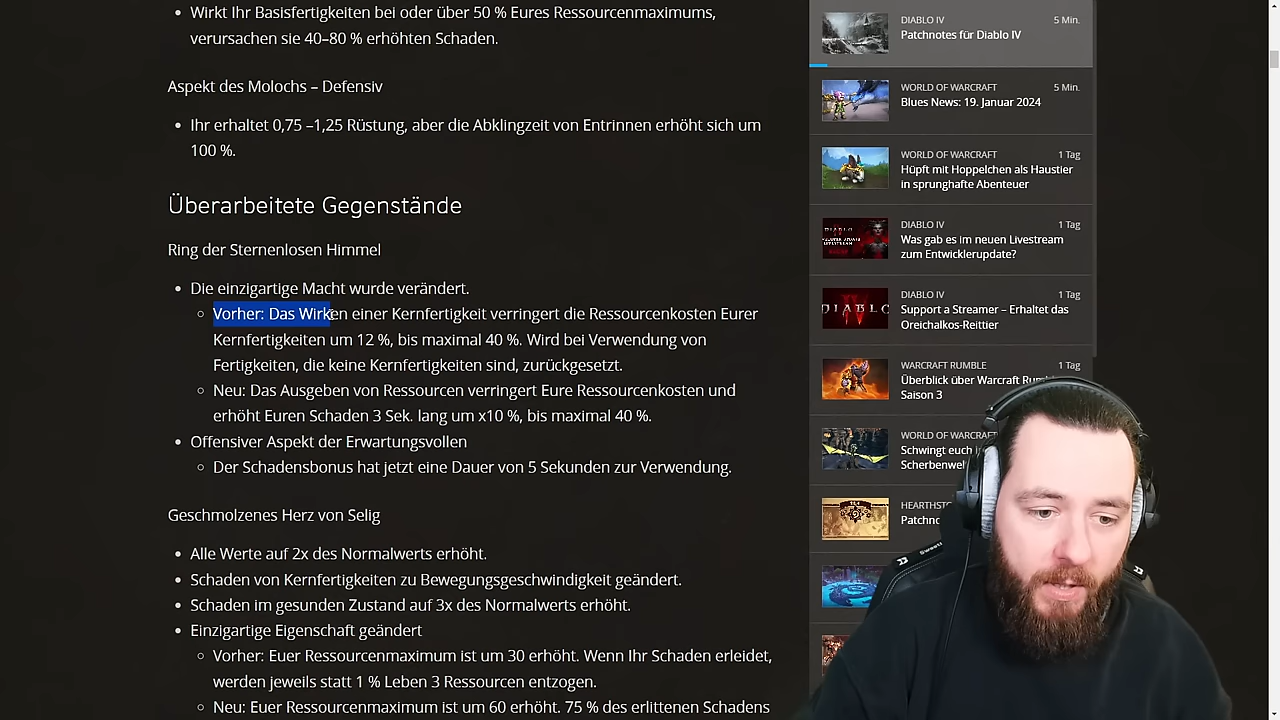 Wirkt Ihr Basisfertigkeiten bei oder über 50 % Eures Ressourcenmaximums,
verursachen sie 40–80 % erhöhten Schaden.
Aspekt des Molochs – Defensiv
Ihr erhaltet 0,75 –1,25 Rüstung, aber die Abklingzeit von Entrinnen erhöht sich um
100 %.
Überarbeitete Gegenstände
Ring der Sternenlosen Himmel
Die einzigartige Macht wurde verändert.
Vorher: Das Wirken einer Kernfertigkeit verringert die Ressourcenkosten Eurer
Kernfertigkeiten um 12 %, bis maximal 40 %. Wird bei Verwendung von
Fertigkeiten, die keine Kernfertigkeiten sind, zurückgesetzt.
Neu: Das Ausgeben von Ressourcen verringert Eure Ressourcenkosten und
erhöht Euren Schaden 3 Sek. lang um x10 %, bis maximal 40 %.
Offensiver Aspekt der Erwartungsvollen
Der Schadensbonus hat jetzt eine Dauer von 5 Sekunden zur Verwendung.
Geschmolzenes Herz von Selig
Alle Werte auf 2x des Normalwerts erhöht.
Schaden von Kernfertigkeiten zu Bewegungsgeschwindigkeit geändert.
Schaden im gesunden Zustand auf 3x des Normalwerts erhöht.
Einzigartige Eigenschaft geändert
Vorher: Euer Ressourcenmaximum ist um 30 erhöht. Wenn Ihr Schaden erleidet,
werden jeweils statt 1 % Leben 3 Ressourcen entzogen.
Neu: Euer Ressourcenmaximum ist um 60 erhöht. 75 % des erlittenen Schadens
DIABLO IV 5 Min.
Patchnotes für Diablo IV
WORLD OF WARCRAFT 5 Min.
Blues News: 19. Januar 2024
WORLD OF WARCRAFT 1 Tag
Hüpft mit Hoppelchen als Haustier
in sprunghafte Abenteuer
DIABLO IV 1 Tag
Was gab es im neuen Livestream
zum Entwicklerupdate?
DIABLO IV 1 Tag
Support a Streamer – Erhaltet das
Oreichalkos-Reittier
WARCRAFT RUMBLE 1 Tag
Überblick über Warcraft
Saison 3
WORLD OF
Schwingt euch